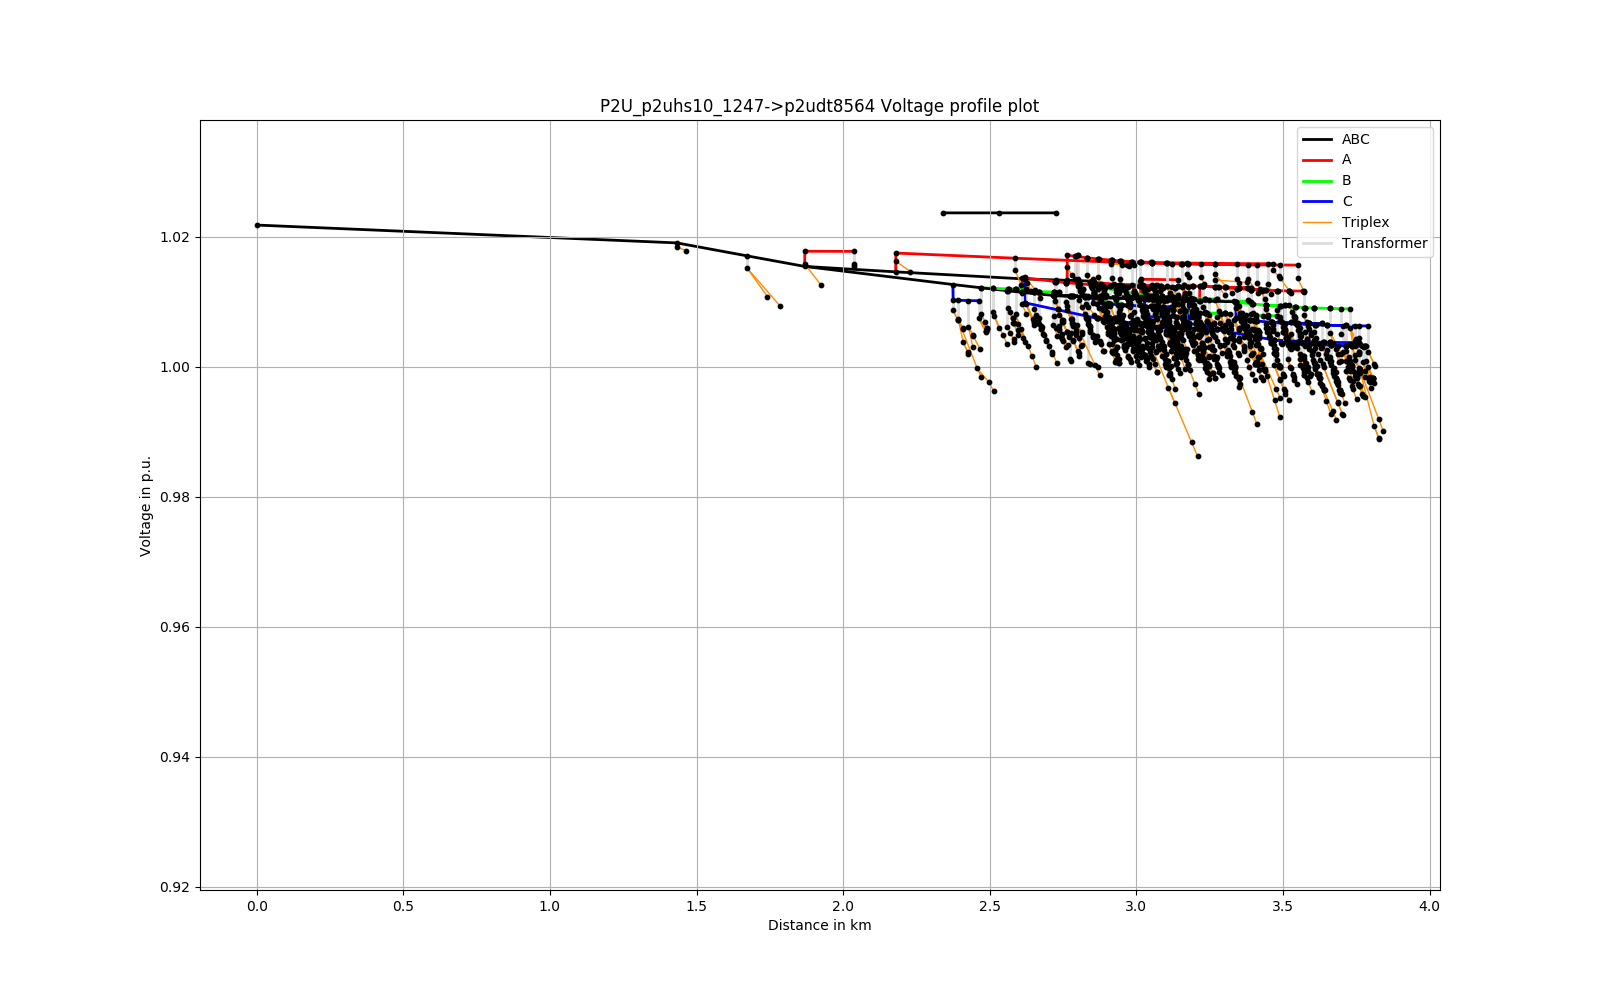 P2U_p2uhs10_1247->p2udt8564 Voltage profile plot
ABC
A
B
C
Triplex
Transformer
1.02
1.00
0.98
0.96
0.94
0.92
Voltage in p.u.
0.0 0.5 1.0 1.5 2.0 2.5 3.0 3.5 4.0
Distance in km